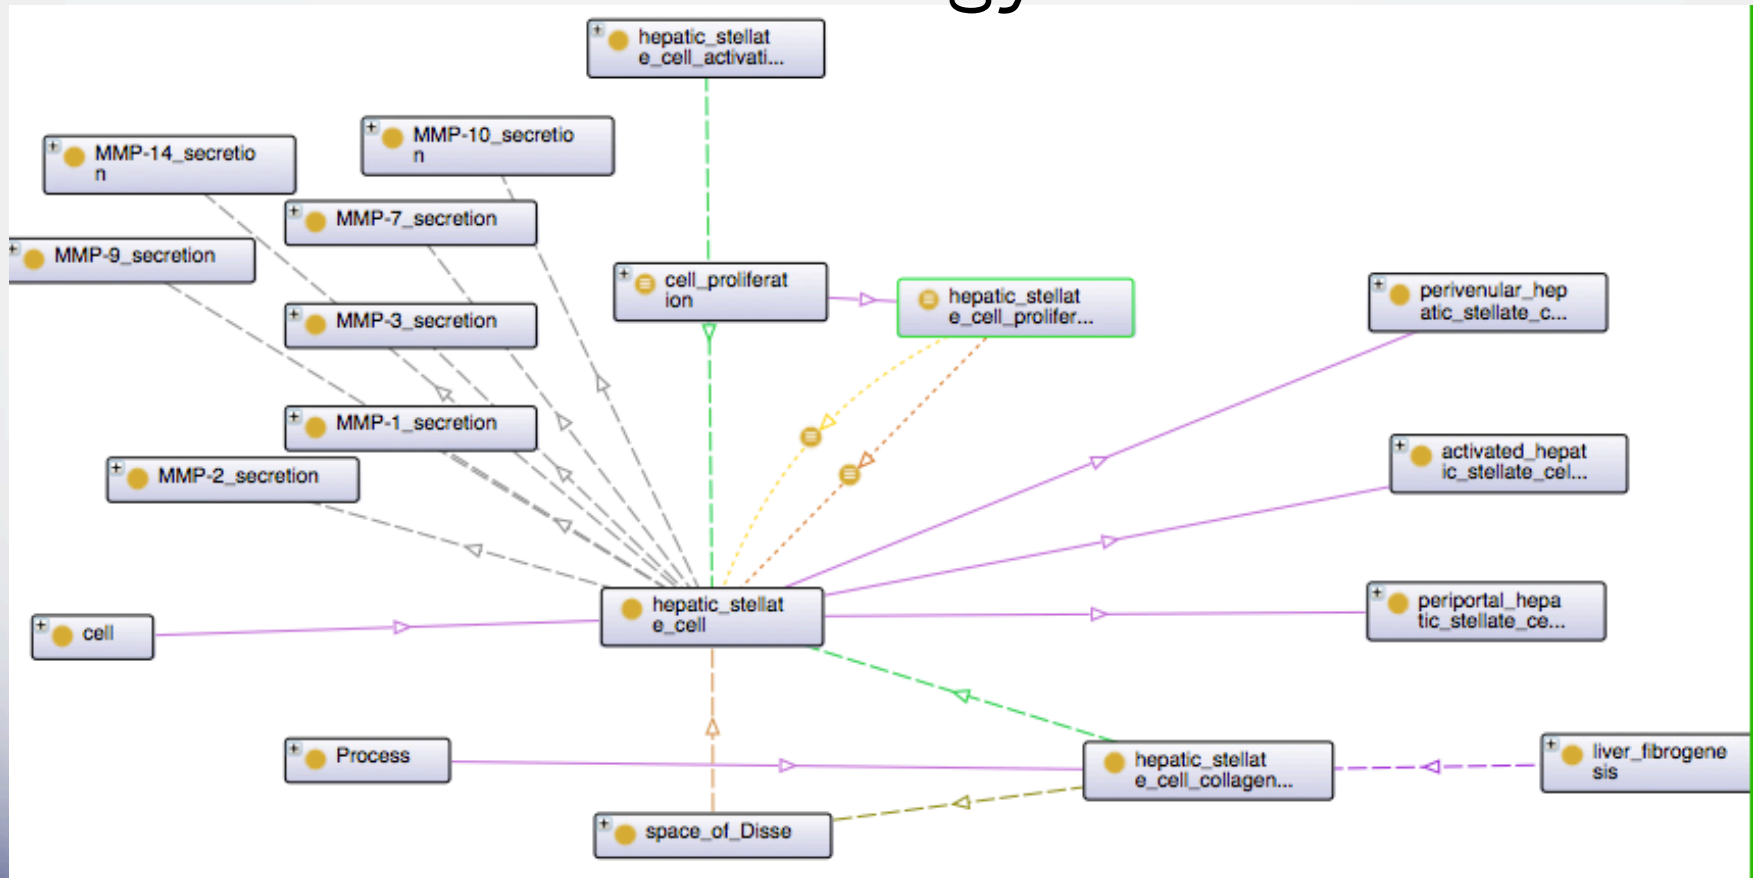 gy
hepatic_stellat
e_cell_activati...
MMP-10_secretio
n
MMP-14_secretio
n
MMP-7_secretion
MMP-9_secretion
cell_proliferat
ion
hepatic_stellat
e_cell_prolifer...
perivenular_hep
atic_stellate_c...
MMP-3_secretion
MMP-1_secretion
activated_hepat
ic_stellate_cel...
MMP-2_secretion
hepatic_stellat
e_cell
periportal_hepa
tic_stellate_ce...
cell
Process
hepatic_stellat
e_cell_collagen...
liver_fibrogene
sis
space_of_Disse